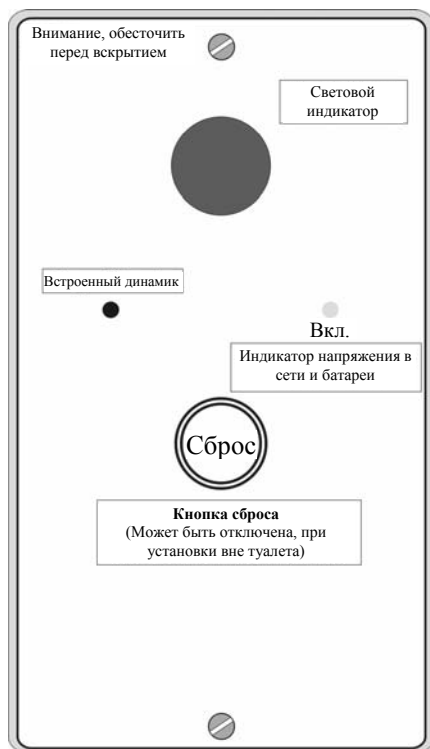 Внимание, обесточить
перед вскрытием
Световой
индикатор
Встроенный динамик
Вкл.
Индикатор напряжения в
сети и батареи
Сброс
Кнопка сброса
(Может быть отключена, при
установки вне туалета)